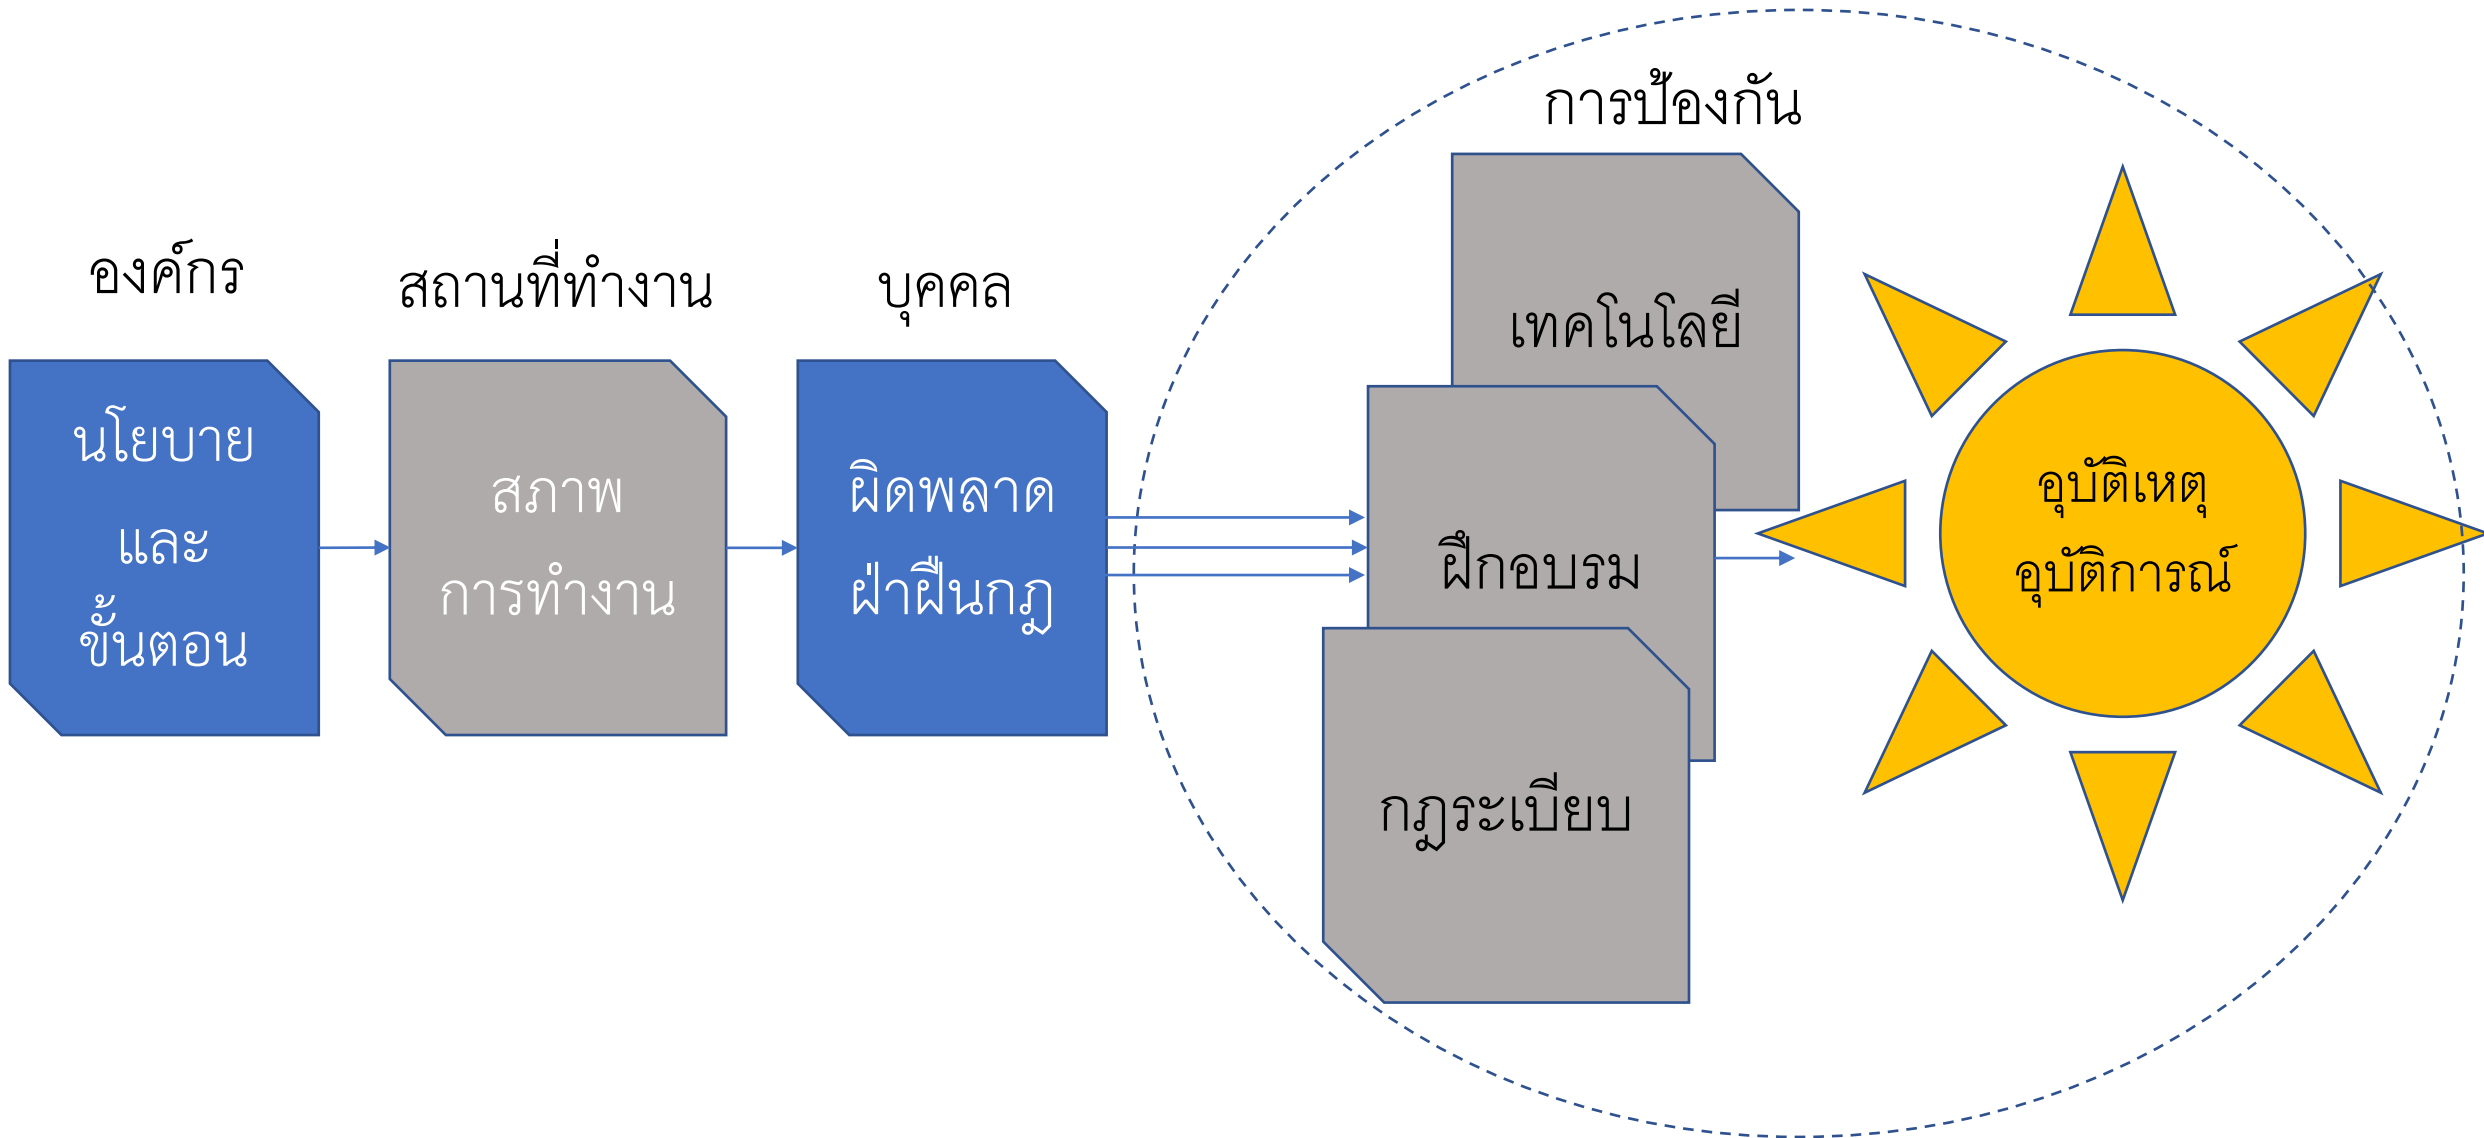 องค์กร
นโยบาย
และ
ขั้นตอน
สถานที่ทำงาน
สภาพ
การทำงาน
บุคคล
ผิดพลาด
ฝ่าฝืนกฎ
การป้องกัน
เทคโนโลยี
ฝึกอบรม
กฎระเบียบ
อุบัติเหตุ
อุบัติการณ์